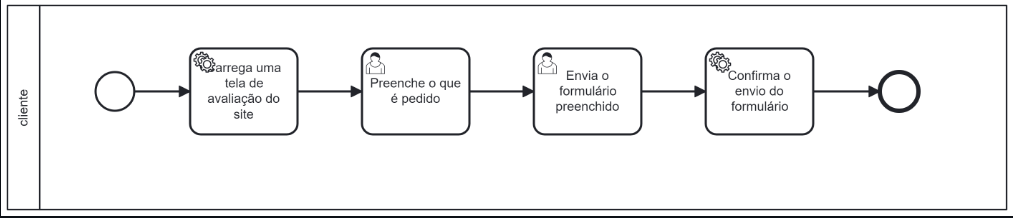 cliente
Carrega uma
tela de
avaliação do
site
Preenche o que
é pedido
Envia o
formulário
preenchido
Confirma o
envio do
formulário